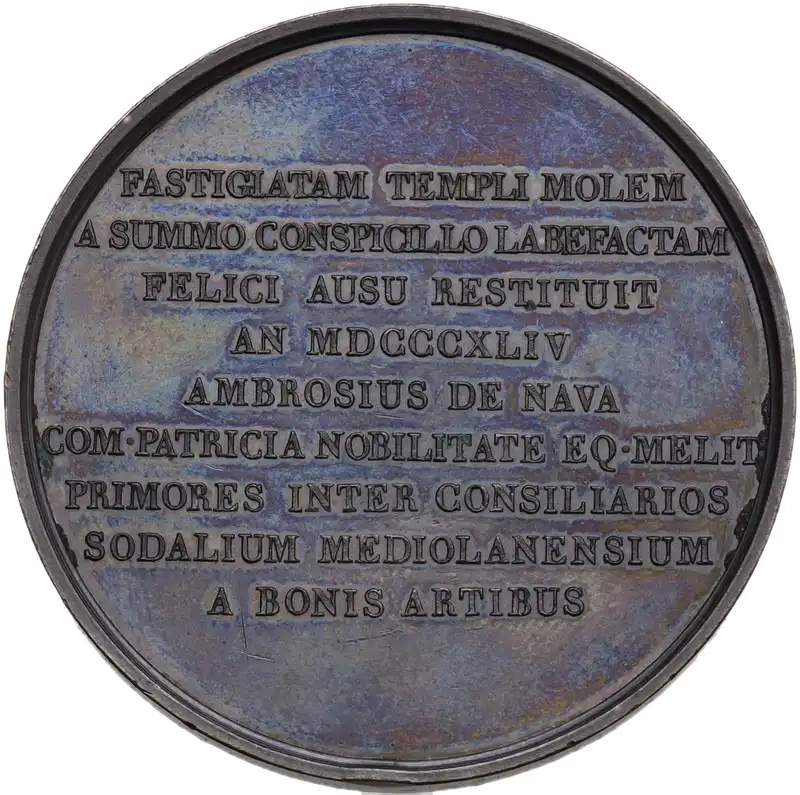 FASTIGIATAM TEMPLI MOLEM
A SUMMO CONSPICILLO LABEFACTAM
FELICI AUSU RESTITUIT
AN MDCCCXLIV
AMBROSIUS DE NAVA
COM·PATRICIA NOBILITATE EQ·MELIT
PRIMORES INTER CONSILIARIOS
SODALIUM MEDIOLANENSIUM
A BONIS ARTIBUS